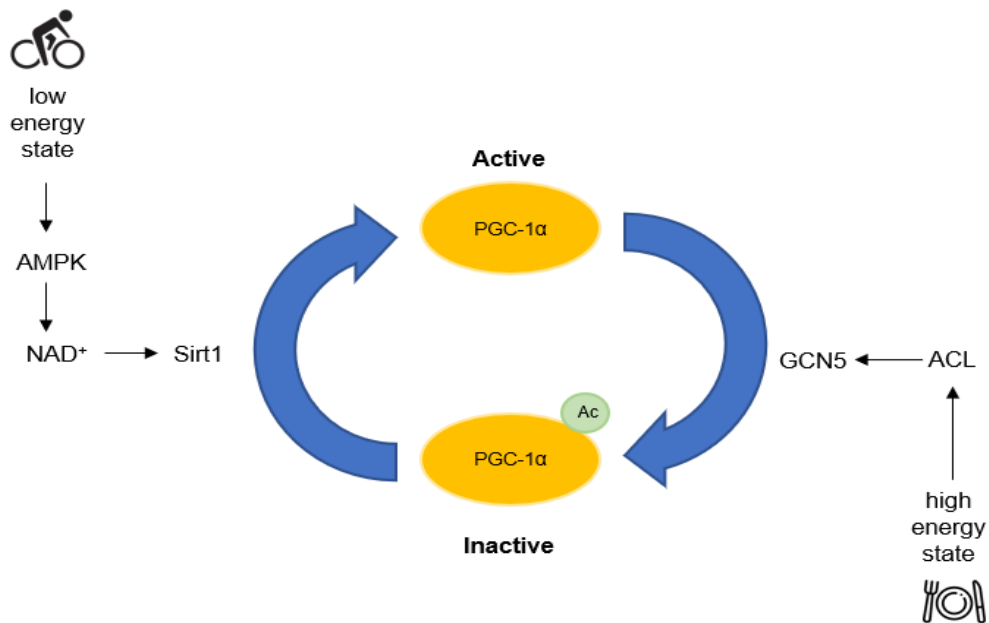 low
energy
state
AMPK
NAD⁺
Sirt1
Active
PGC-1α
Ac
PGC-1α
Inactive
GCN5
ACL
high
energy
state